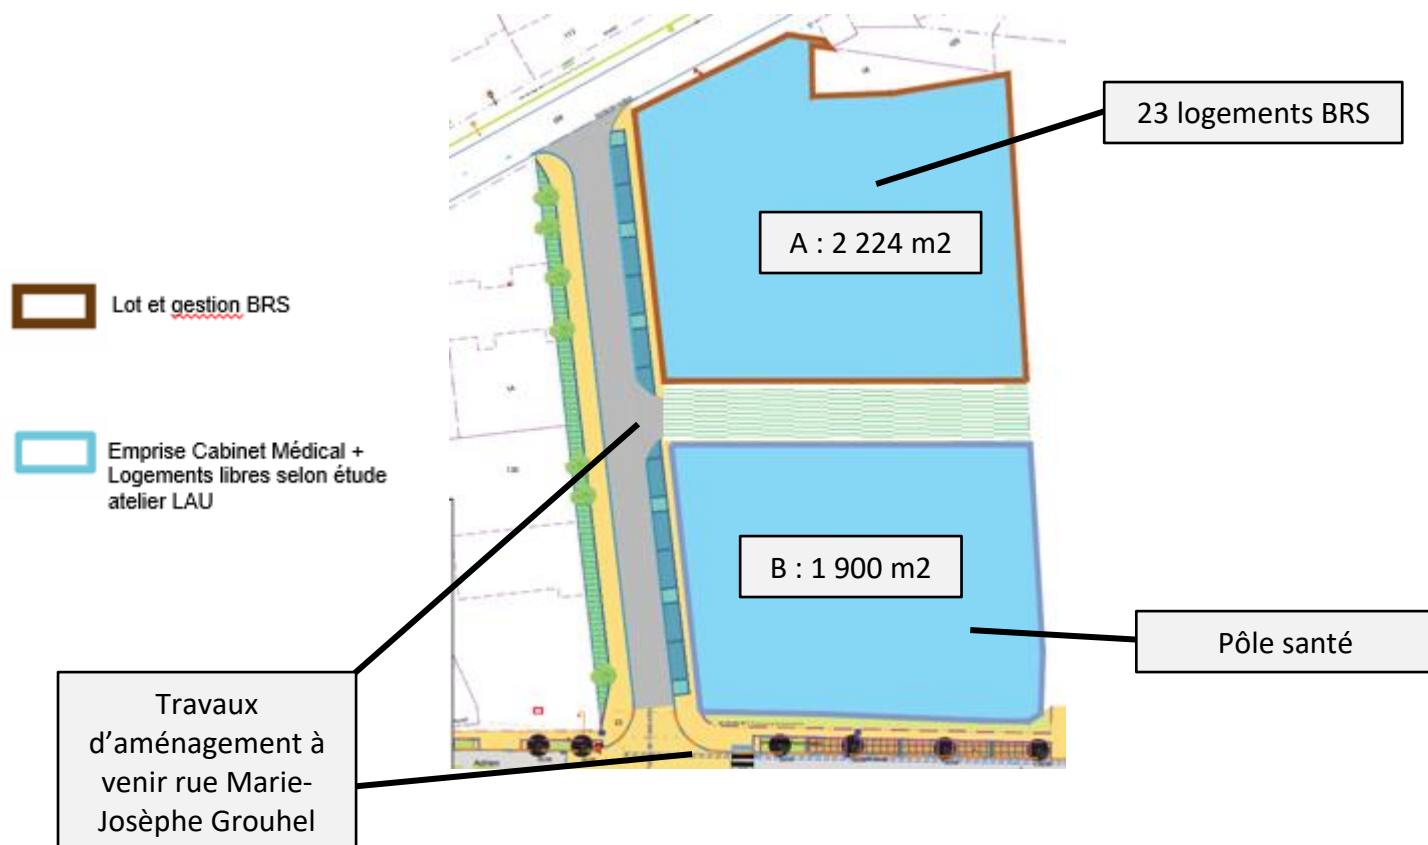 23 logements BRS
A : 2 224 m2
Lot et gestion BRS
Emprise Cabinet Médical +
Logements libres selon étude
atelier LAU
B : 1 900 m2
Pôle santé
Travaux
d’aménagement à
venir rue Marie-
Josèphe Grouhel